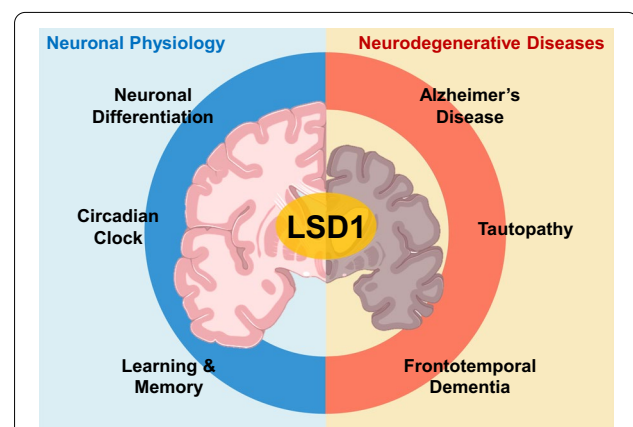 Neuronal Physiology
Neurodegenerative Diseases
Neuronal
Differentiation
Alzheimer's
Disease
Circadian
Clock
LSD1
Tautopathy
Learning &
Memory
Frontotemporal
Dementia